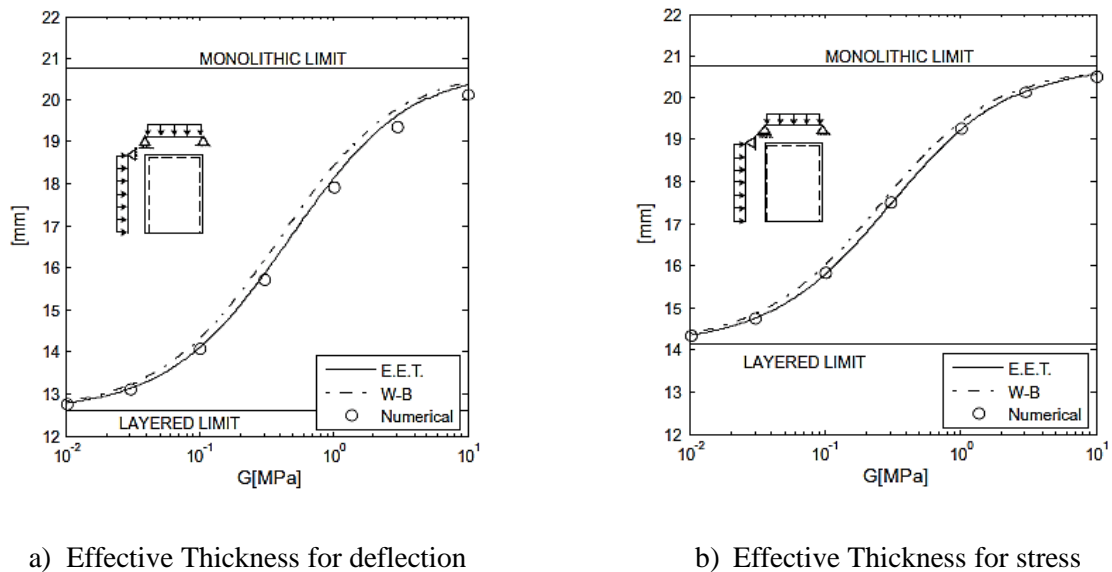 22
21
20
19
18
17
16
15
14
13
12
[mm]
MONOLITHIC LIMIT
LAYERED LIMIT
E.E.T.
W-B
Numerical
10^-2
10^-1
10^0
10^1
G[MPa]
22
21
20
19
18
17
16
15
14
13
12
[mm]
MONOLITHIC LIMIT
LAYERED LIMIT
E.E.T.
W-B
Numerical
10^-2
10^-1
10^0
10^1
G[MPa]
a) Effective Thickness for deflection
b) Effective Thickness for stress